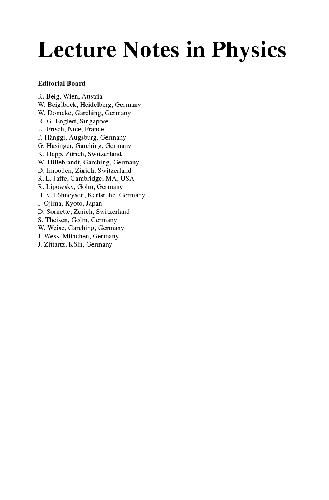 Lecture Notes in Physics
Editorial Board
R. Beig, Wien, Austria
W. Beiglböck, Heidelberg, Germany
W. Domcke, Garching, Germany
B.-G. Englert, Singapore
U. Frisch, Nice, France
P. Hänggi, Augsburg, Germany
G. Hasinger, Garching, Germany
K. Hepp, Zürich, Switzerland
W. Hillebrandt, Garching, Germany
D. Imboden, Zürich, Switzerland
R. L. Jaffe, Cambridge, MA, USA
R. Lipowsky, Golm, Germany
H. v. Löhneysen, Karlsruhe, Germany
I. Ojima, Kyoto, Japan
D. Sornette, Zürich, Switzerland
S. Theisen, Golm, Germany
W. Weise, Garching, Germany
J. Wess, München, Germany
J. Zittartz, Köln, Germany